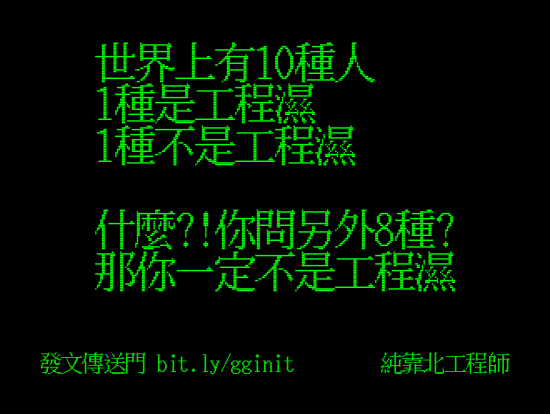 世界上有10種人
1種是工程濕
1種不是工程濕
什麼?!你問另外8種?
那你一定不是工程濕
發文傳送門 bit.ly/gginit
純靠北工程師